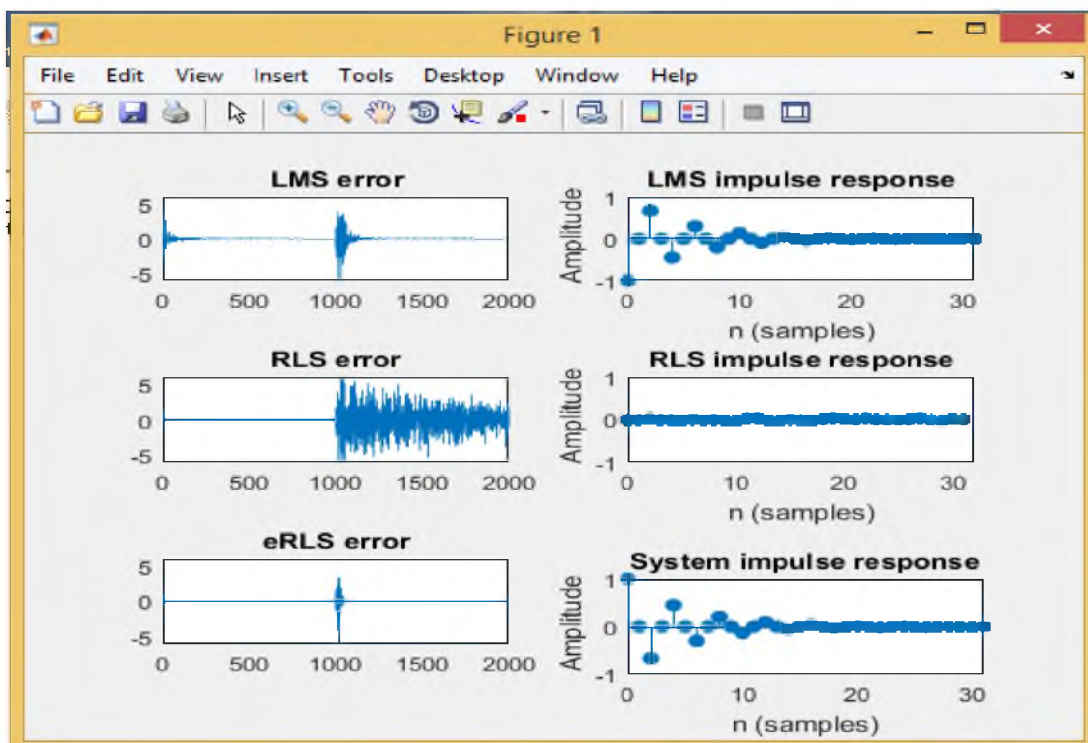 Figure 1
File Edit View Insert Tools Desktop Window Help
LMS error
5
0
-5
0 500 1000 1500 2000
LMS impulse response
Amplitude
1
0
-1
0 10 20 30
n (samples)
RLS error
5
0
-5
0 500 1000 1500 2000
RLS impulse response
Amplitude
1
0
-1
0 10 20 30
n (samples)
eRLS error
5
0
-5
0 500 1000 1500 2000
System impulse response
Amplitude
1
0
-1
0 10 20 30
n (samples)